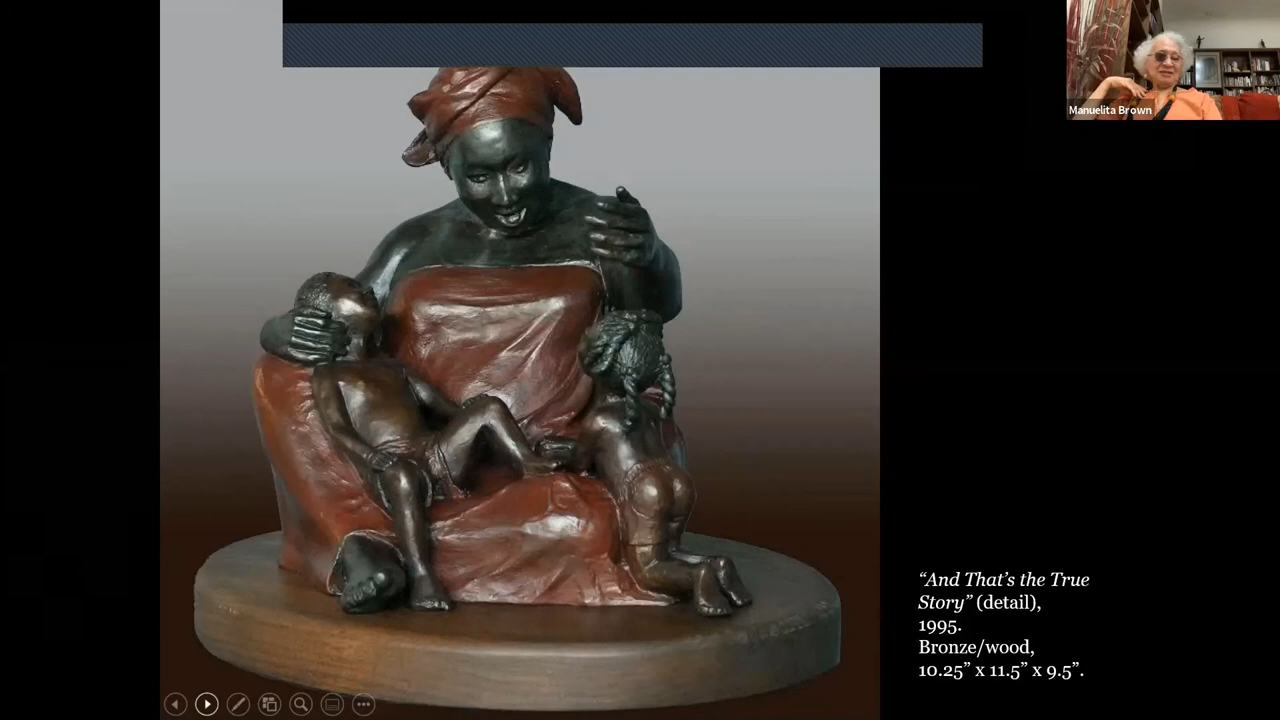 Manuelita Brown
“And That’s the True
Story” (detail),
1995.
Bronze/wood,
10.25” x 11.5” x 9.5”.